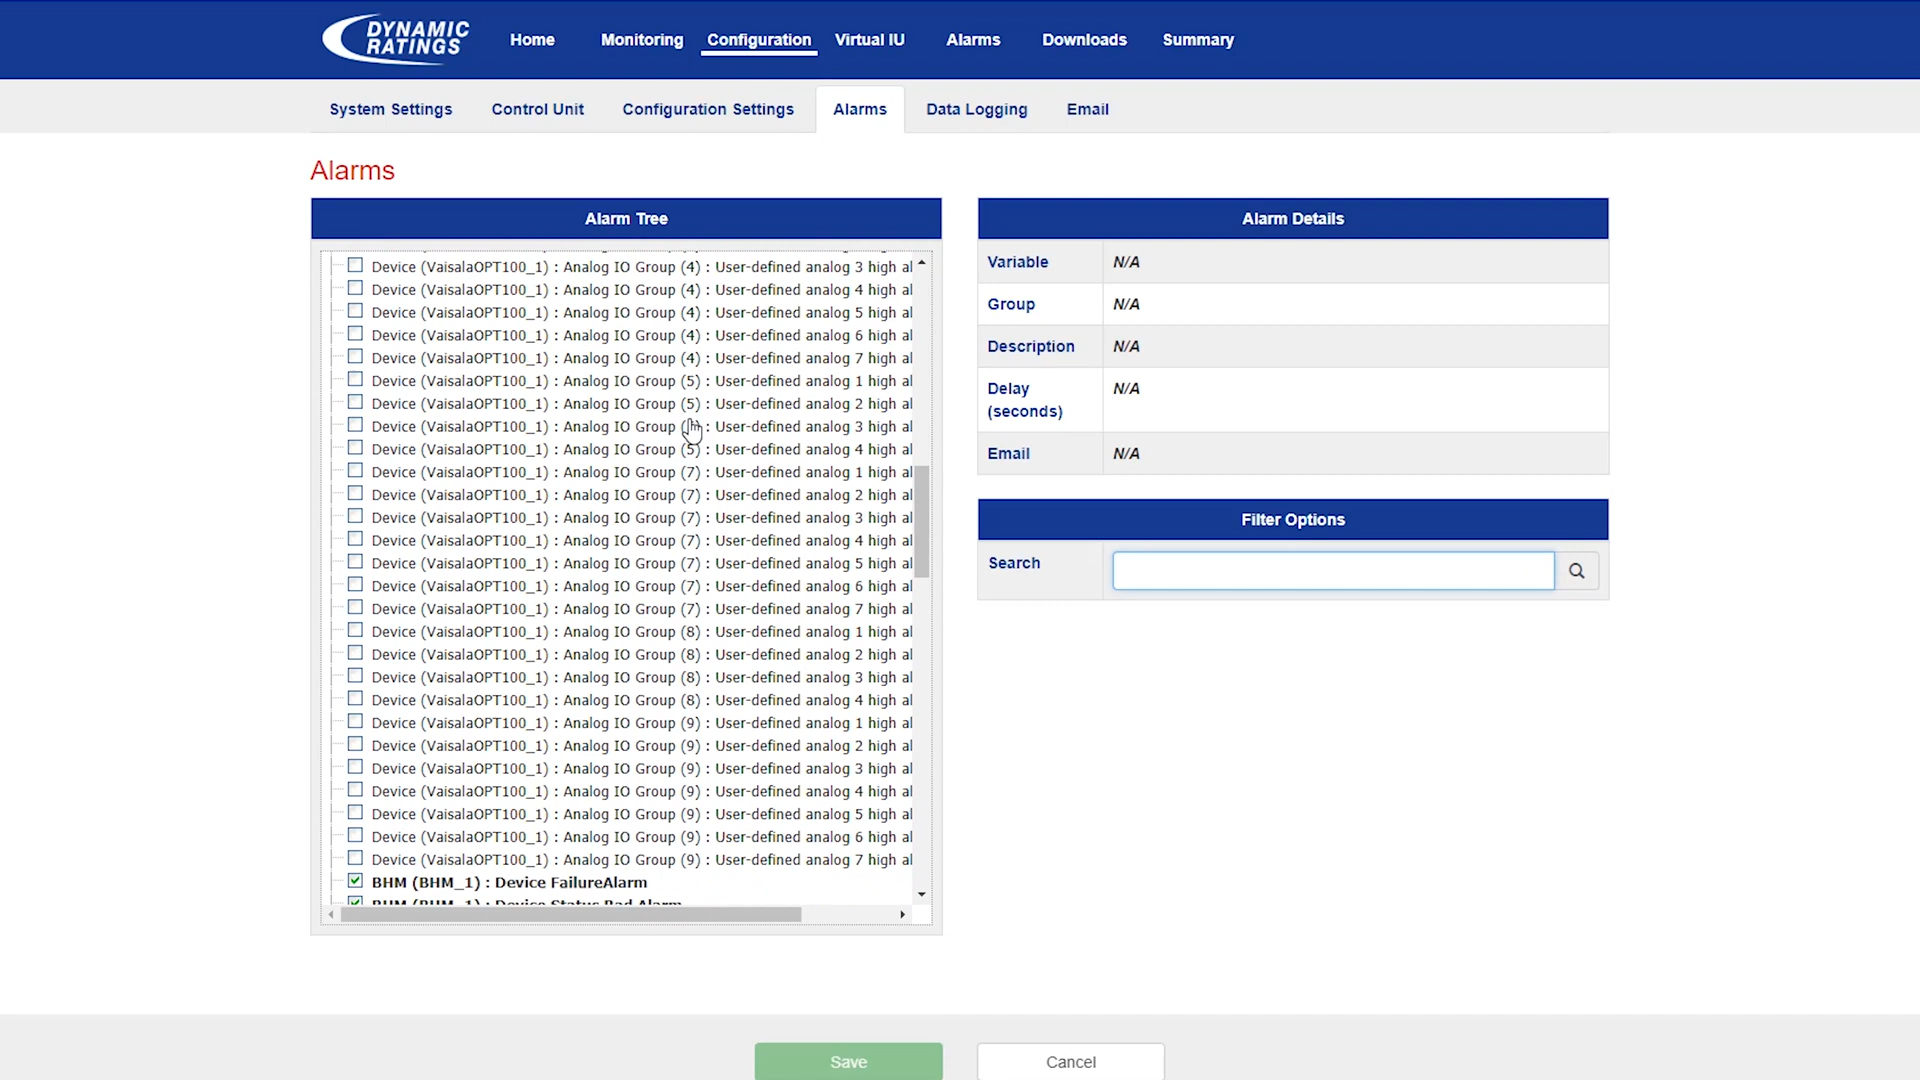 DYNAMIC
RATINGS
Home Monitoring Configuration Virtual IU Alarms Downloads Summary
System Settings Control Unit Configuration Settings Alarms Data Logging Email
Alarms
Alarm Tree
Device (VaisalaOPT100_1) : Analog IO Group (4) : User-defined analog 3 high al
Device (VaisalaOPT100_1) : Analog IO Group (4) : User-defined analog 4 high al
Device (VaisalaOPT100_1) : Analog IO Group (4) : User-defined analog 5 high al
Device (VaisalaOPT100_1) : Analog IO Group (4) : User-defined analog 6 high al
Device (VaisalaOPT100_1) : Analog IO Group (4) : User-defined analog 7 high al
Device (VaisalaOPT100_1) : Analog IO Group (5) : User-defined analog 1 high al
Device (VaisalaOPT100_1) : Analog IO Group (5) : User-defined analog 2 high al
Device (VaisalaOPT100_1) : Analog IO Group : User-defined analog 3 high al
Device (VaisalaOPT100_1) : Analog IO Group (5) : User-defined analog 4 high al
Device (VaisalaOPT100_1) : Analog IO Group (7) : User-defined analog 1 high al
Device (VaisalaOPT100_1) : Analog IO Group (7) : User-defined analog 2 high al
Device (VaisalaOPT100_1) : Analog IO Group (7) : User-defined analog 3 high al
Device (VaisalaOPT100_1) : Analog IO Group (7) : User-defined analog 4 high al
Device (VaisalaOPT100_1) : Analog IO Group (7) : User-defined analog 5 high al
Device (VaisalaOPT100_1) : Analog IO Group (7) : User-defined analog 6 high al
Device (VaisalaOPT100_1) : Analog IO Group (7) : User-defined analog 7 high al
Device (VaisalaOPT100_1) : Analog IO Group (8) : User-defined analog 1 high al
Device (VaisalaOPT100_1) : Analog IO Group (8) : User-defined analog 2 high al
Device (VaisalaOPT100_1) : Analog IO Group (8) : User-defined analog 3 high al
Device (VaisalaOPT100_1) : Analog IO Group (8) : User-defined analog 4 high al
Device (VaisalaOPT100_1) : Analog IO Group (9) : User-defined analog 1 high al
Device (VaisalaOPT100_1) : Analog IO Group (9) : User-defined analog 2 high al
Device (VaisalaOPT100_1) : Analog IO Group (9) : User-defined analog 3 high al
Device (VaisalaOPT100_1) : Analog IO Group (9) : User-defined analog 4 high al
Device (VaisalaOPT100_1) : Analog IO Group (9) : User-defined analog 5 high al
Device (VaisalaOPT100_1) : Analog IO Group (9) : User-defined analog 6 high al
Device (VaisalaOPT100_1) : Analog IO Group (9) : User-defined analog 7 high al
BHM (BHM_1) : Device FailureAlarm
BHM (BHM_1) : Device Status Bad Alarm
Alarm Details
Variable N/A
Group N/A
Description N/A
Delay N/A
(seconds)
Email N/A
Filter Options
Search
Save Cancel